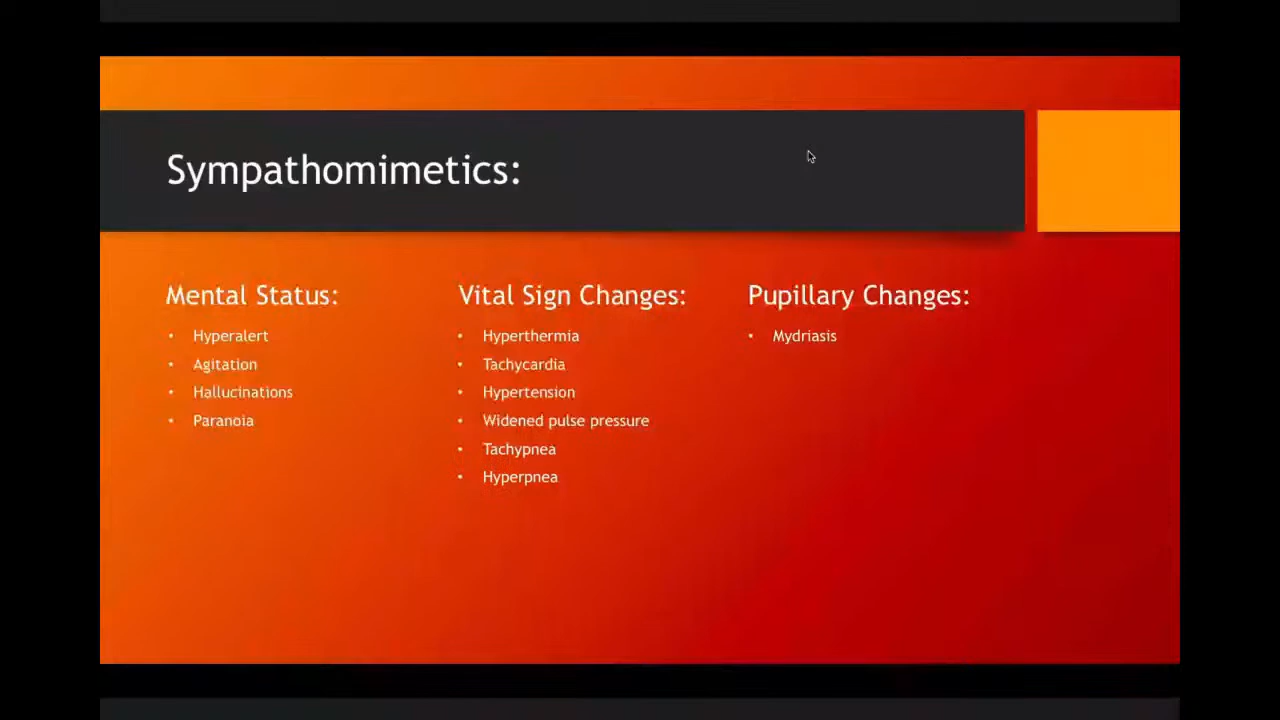 Sympathomimetics:
Mental Status:
• Hyperalert
• Agitation
• Hallucinations
• Paranoia
Vital Sign Changes:
• Hyperthermia
• Tachycardia
• Hypertension
• Widened pulse pressure
• Tachypnea
• Hyperpnea
Pupillary Changes:
• Mydriasis